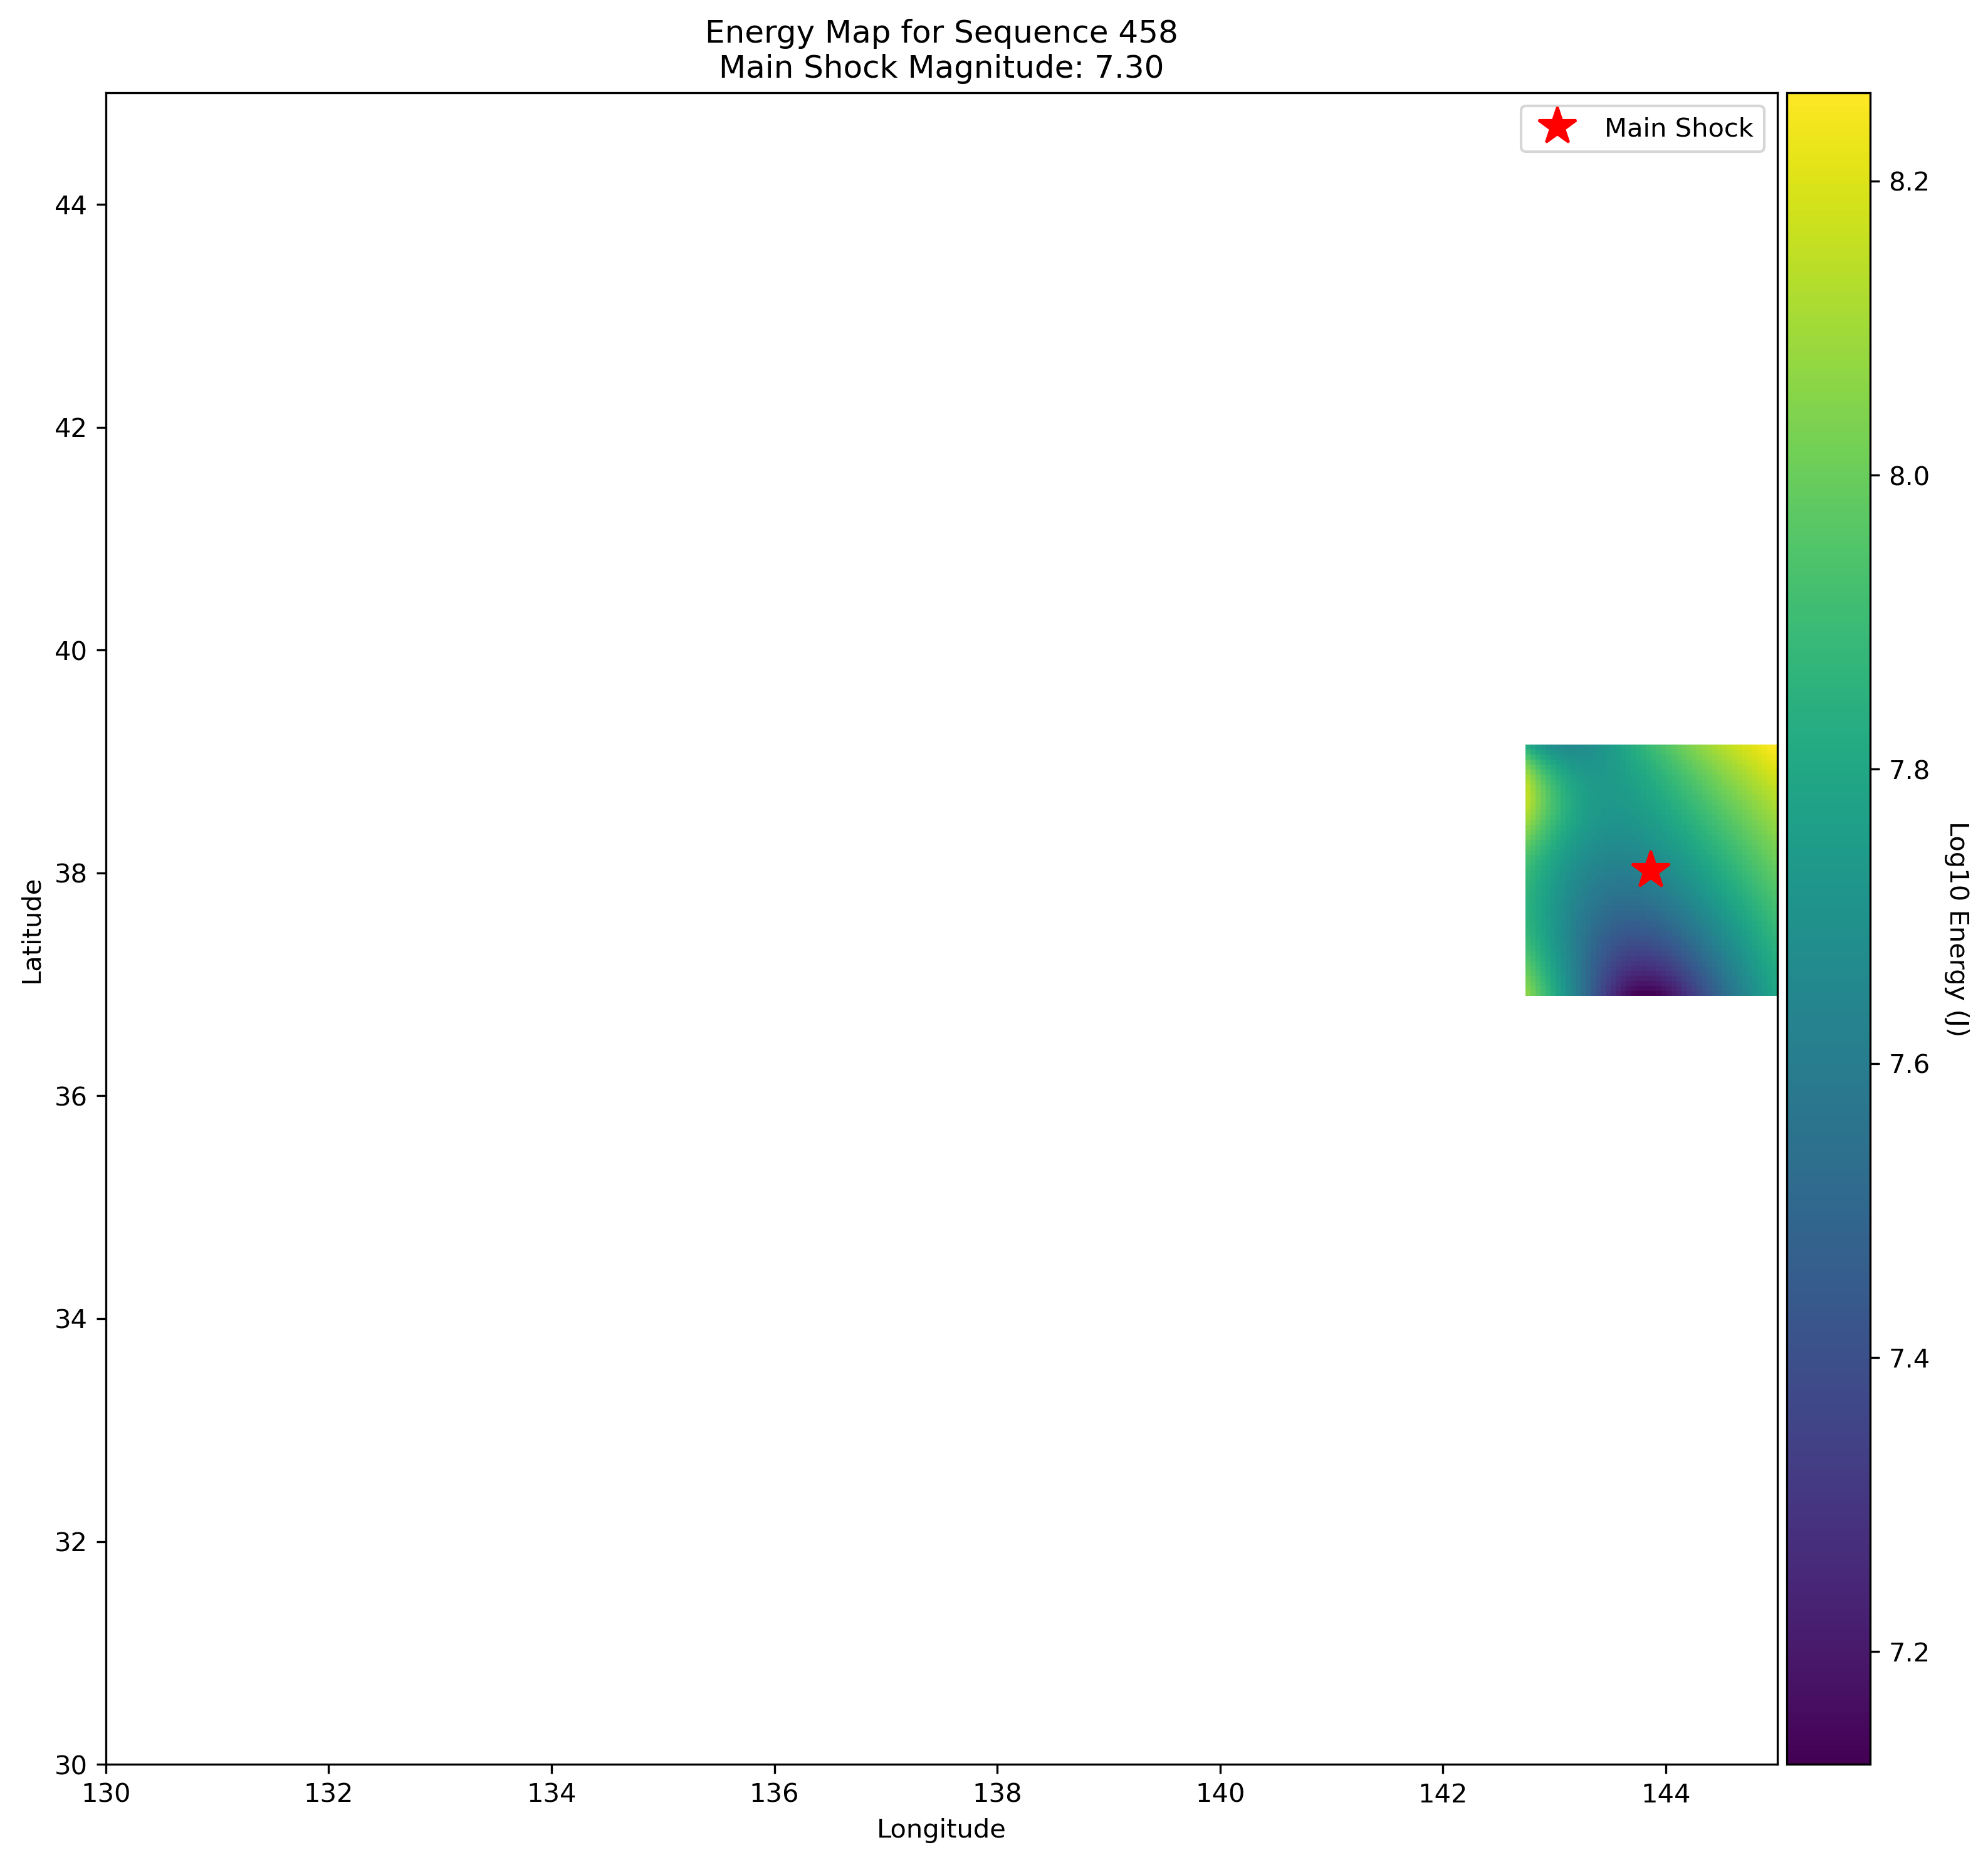 Energy Map for Sequence 458
Main Shock Magnitude: 7.30
Main Shock
44
42
40
38
36
34
32
30
Latitude
130 132 134 136 138 140 142 144
Longitude
8.2
8.0
7.8
7.6
7.4
7.2
Log10 Energy (J)